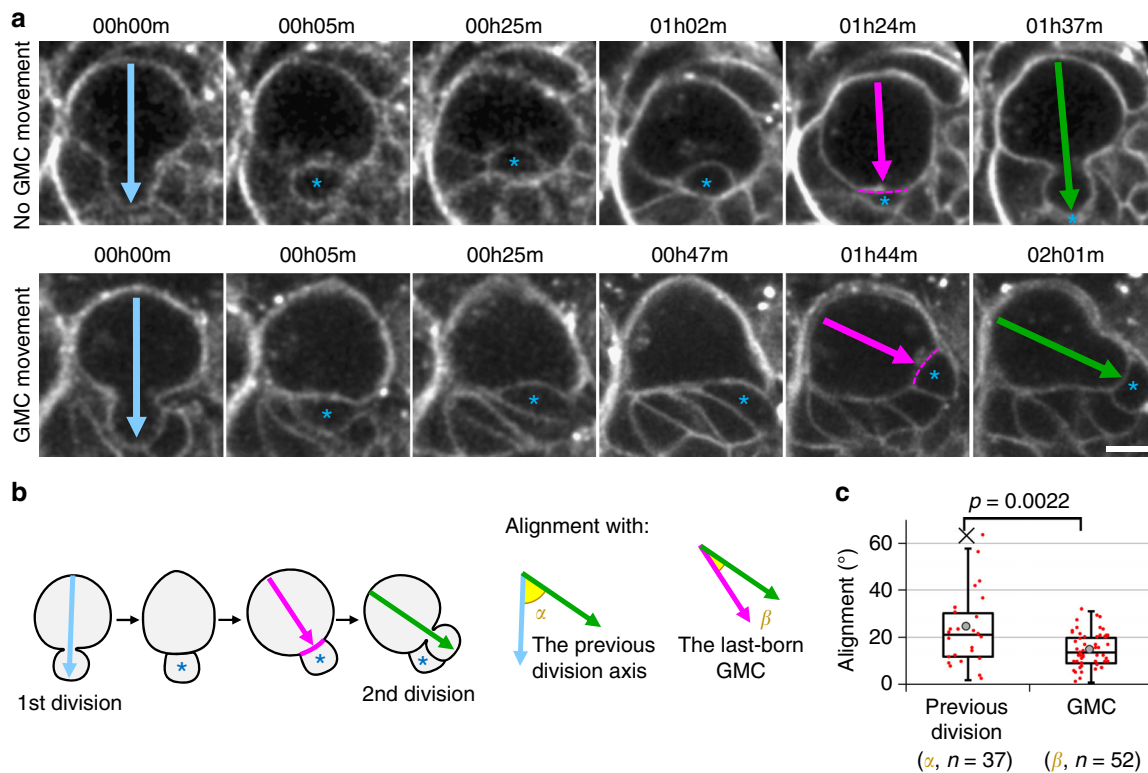 a
00h00m 00h05m 00h25m 01h02m 01h24m 01h37m
No GMC movement
* * * * *
00h00m 00h05m 00h25m 00h47m 01h44m 02h01m
GMC movement
* * * * *
b
Alignment with:
α
β
* * *
1st division
2nd division
The previous
division axis
The last-born
GMC
c
p = 0.0022
Alignment (°)
60
40
20
0
Previous
division
GMC
(α, n = 37)
(β, n = 52)